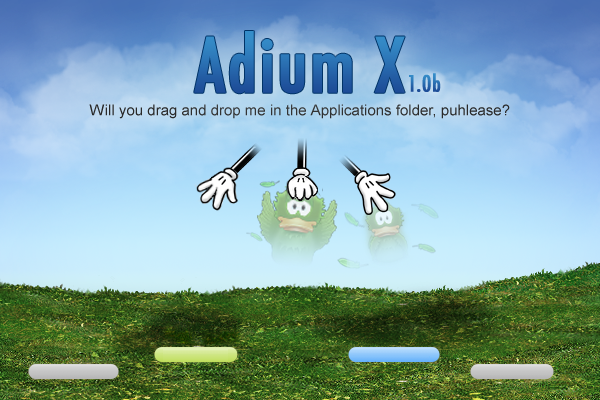 Adium X 1.0b
Will you drag and drop me in the Applications folder, puhlease?